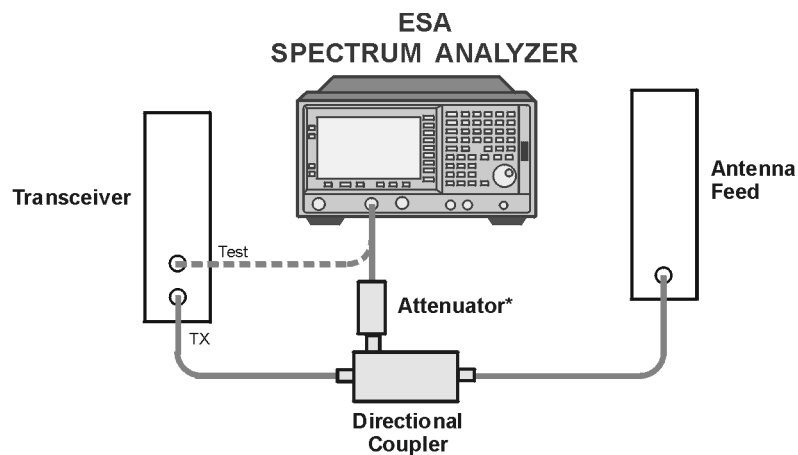 ESA
SPECTRUM ANALYZER
Transceiver
Antenna
Feed
Test
Attenuator*
TX
Directional
Coupler